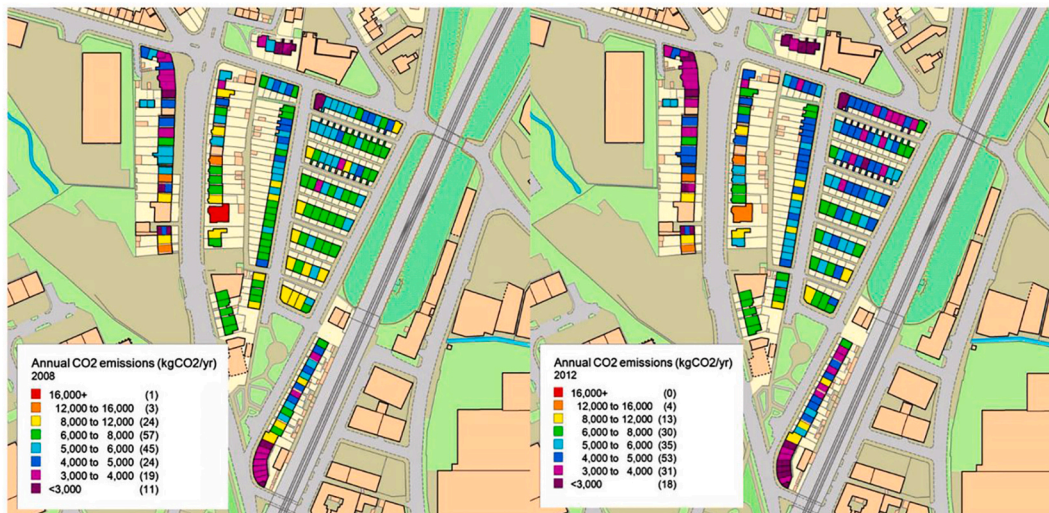 Annual CO2 emissions (kgCO2/yr)
2008
16,000+ (1)
12,000 to 16,000 (3)
8,000 to 12,000 (24)
6,000 to 8,000 (57)
5,000 to 6,000 (45)
4,000 to 5,000 (24)
3,000 to 4,000 (19)
<3,000 (11)
Annual CO2 emissions (kgCO2/yr)
2012
16,000+ (0)
12,000 to 16,000 (4)
8,000 to 12,000 (13)
6,000 to 8,000 (30)
5,000 to 6,000 (35)
4,000 to 5,000 (53)
3,000 to 4,000 (31)
<3,000 (18)